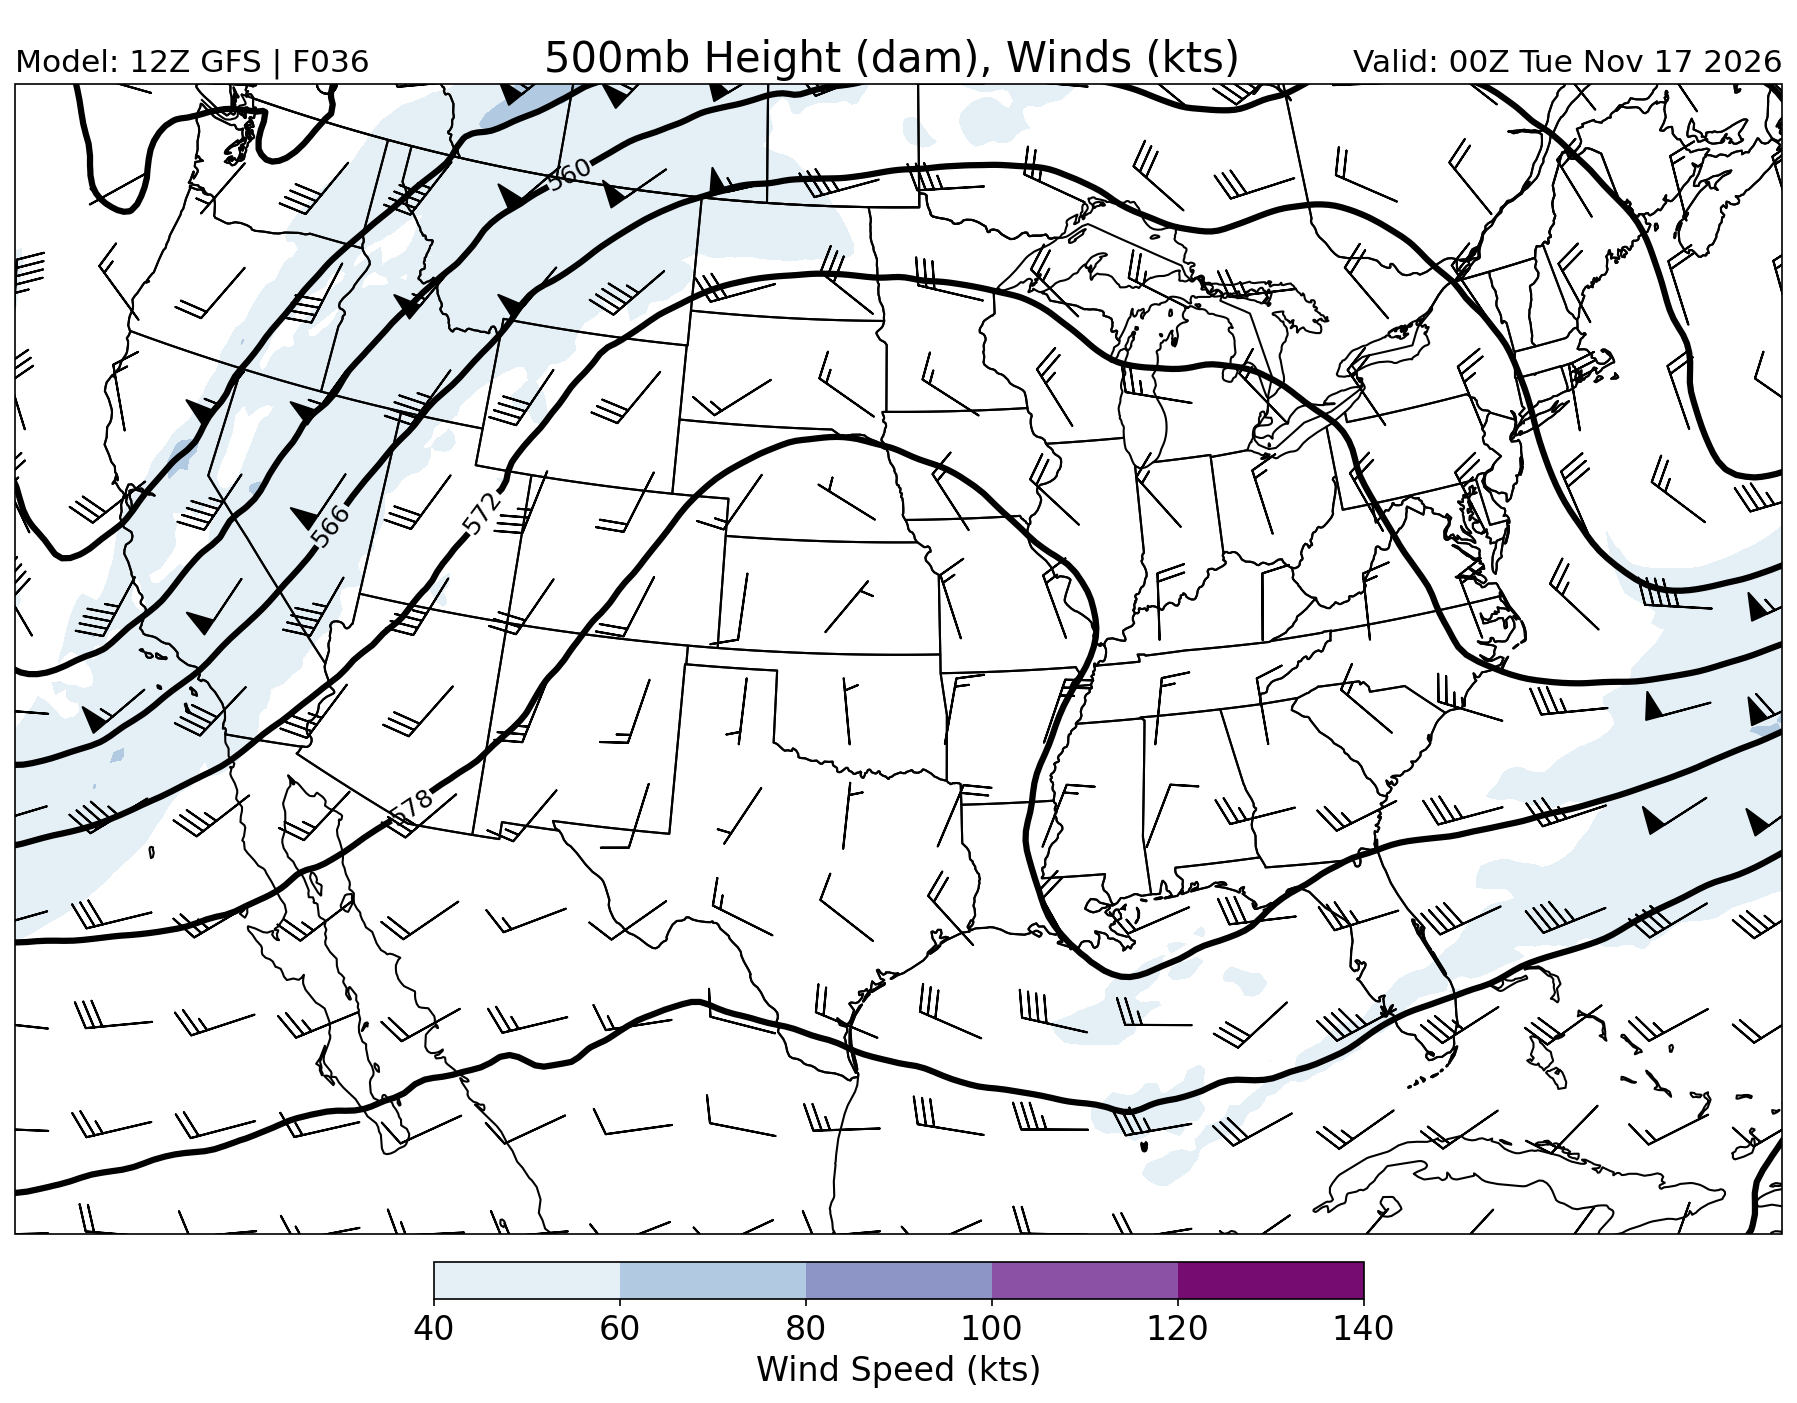 Model: 12Z GFS | F036
500mb Height (dam), Winds (kts)
Valid: 00Z Tue Nov 17 2026
560
566
572
578
40 60 80 100 120 140
Wind Speed (kts)